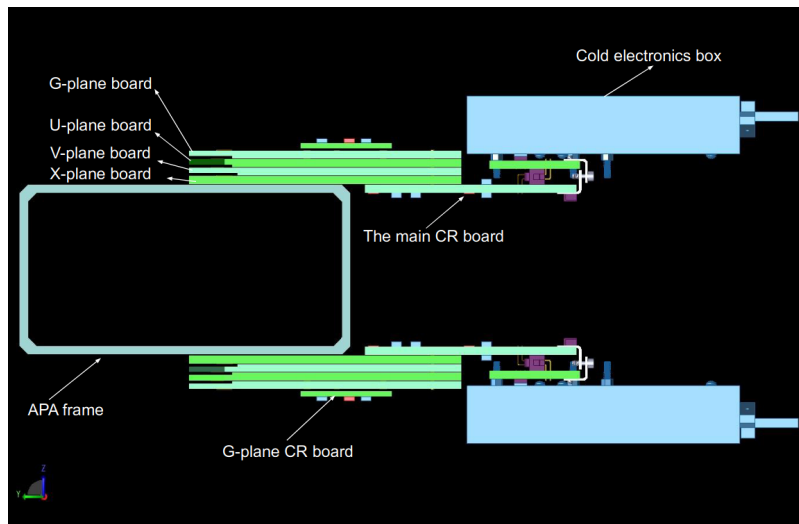 Cold electronics box
G-plane board
U-plane board
V-plane board
X-plane board
The main CR board
APA frame
G-plane CR board
Z
Y